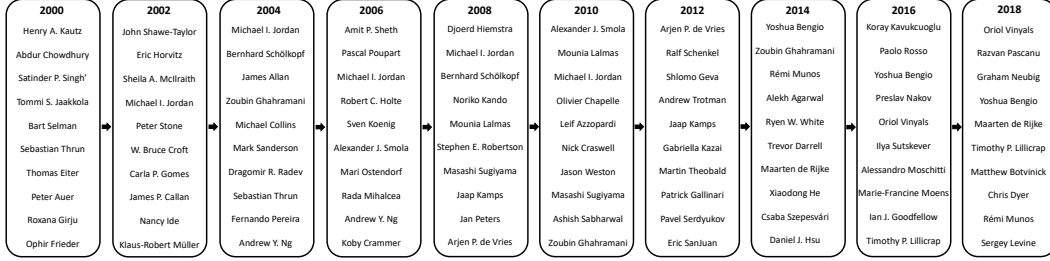 2000
Henry A. Kautz
Abdur Chowdhury
Satinder P. Singh'
Tommi S. Jaakkola
Bart Selman
Sebastian Thrun
Thomas Eiter
Peter Auer
Roxana Girju
Ophir Frieder
2002
John Shawe-Taylor
Eric Horvitz
Sheila A. McIlraith
Michael I. Jordan
Peter Stone
W. Bruce Croft
Carla P. Gomes
James P. Callan
Nancy Ide
Klaus-Robert Müller
2004
Michael I. Jordan
Bernhard Schölkopf
James Allan
Zoubin Ghahramani
Michael Collins
Mark Sanderson
Dragomir R. Radev
Sebastian Thrun
Fernando Pereira
Andrew Y. Ng
2006
Amit P. Sheth
Pascal Poupart
Michael I. Jordan
Robert C. Holte
Sven Koenig
Alexander J. Smola
Mari Ostendorf
Rada Mihalcea
Andrew Y. Ng
Koby Crammer
2008
Djoerd Hiemstra
Michael I. Jordan
Bernhard Schölkopf
Noriko Kando
Mounia Lalmas
Stephen E. Robertson
Masashi Sugiyama
Jaap Kamps
Jan Peters
Arjen P. de Vries
2010
Alexander J. Smola
Mounia Lalmas
Michael I. Jordan
Olivier Chapelle
Leif Azzopardi
Nick Craswell
Jason Weston
Masashi Sugiyama
Ashish Sabharwal
Zoubin Ghahramani
2012
Arjen P. de Vries
Ralf Schenkel
Shlomo Geva
Andrew Trotman
Jaap Kamps
Gabriella Kazai
Martin Theobald
Patrick Gallinari
Pavel Serdyukov
Eric SanJuan
2014
Yoshua Bengio
Zoubin Ghahramani
Rémi Munos
Alekh Agarwal
Ryen W. White
Trevor Darrell
Maarten de Rijke
Xiaodong He
Csaba Szepesvári
Daniel J. Hsu
2016
Koray Kavukcuoglu
Paolo Rosso
Yoshua Bengio
Preslav Nakov
Oriol Vinyals
Ilya Sutskever
Alessandro Moschitti
Marie-Francine Moens
Ian J. Goodfellow
Timothy P. Lillicrap
2018
Oriol Vinyals
Razvan Pascanu
Graham Neubig
Yoshua Bengio
Maarten de Rijke
Timothy P. Lillicrap
Matthew Botvinick
Chris Dyer
Rémi Munos
Sergey Levine